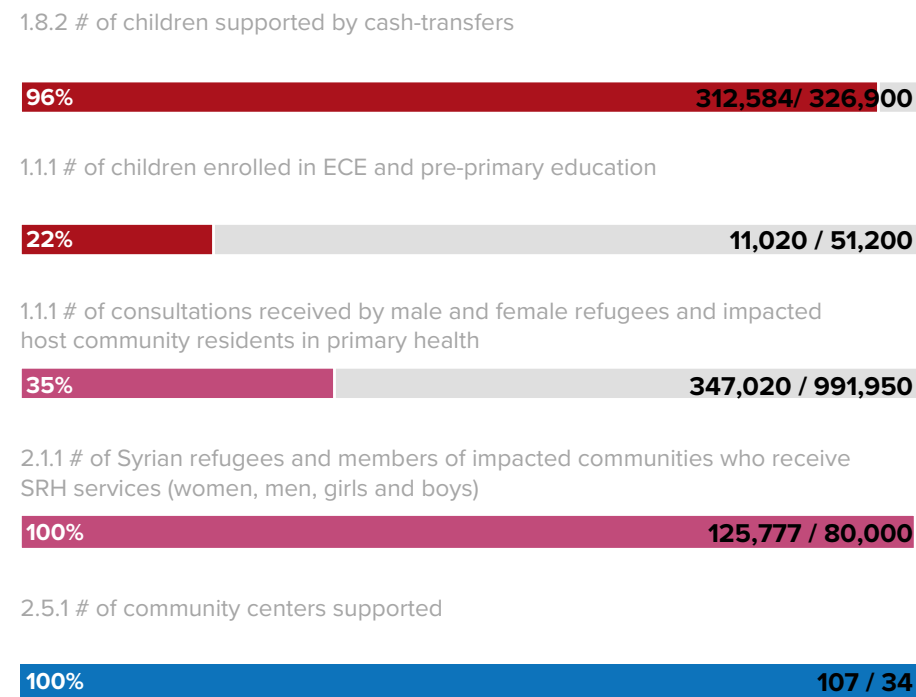 1.8.2 # of children supported by cash-transfers
96% 312,584/ 326,900
1.1.1 # of children enrolled in ECE and pre-primary education
22% 11,020 / 51,200
1.1.1 # of consultations received by male and female refugees and impacted
host community residents in primary health
35% 347,020 / 991,950
2.1.1 # of Syrian refugees and members of impacted communities who receive
SRH services (women, men, girls and boys)
100% 125,777 / 80,000
2.5.1 # of community centers supported
100% 107 / 34